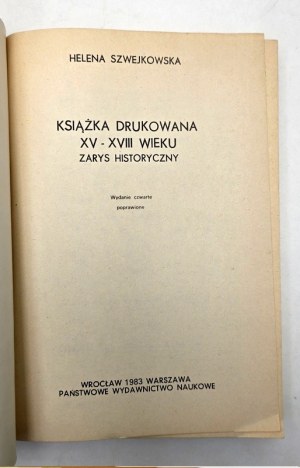 HELENA SZWEJKOWSKA
KSIĄŻKA DRUKOWANA
XV - XVIII WIEKU
ZARYS HISTORYCZNY
Wydanie czwarte
poprawione
WROCŁAW 1983 WARSZAWA
PAŃSTWOWE WYDAWNICTWO NAUKOWE